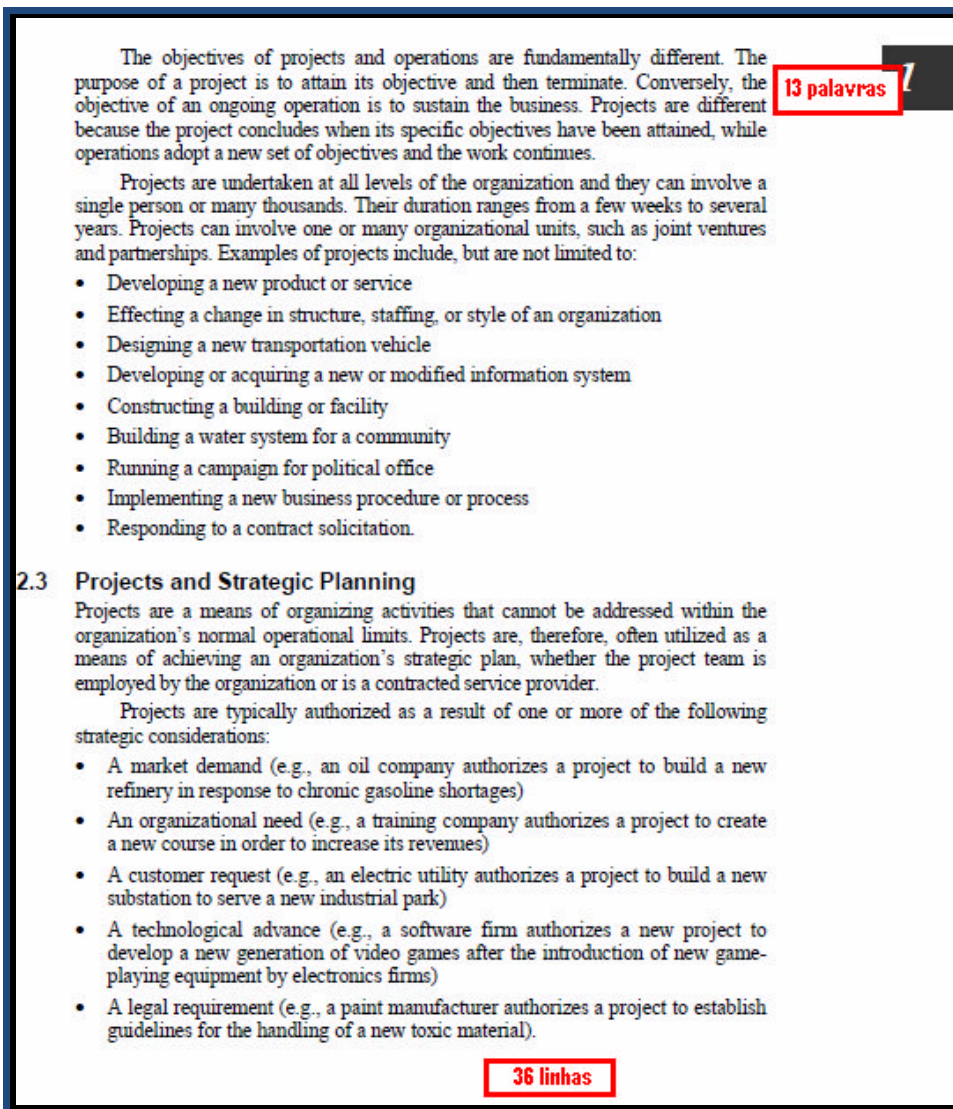 The objectives of projects and operations are fundamentally different. The
purpose of a project is to attain its objective and then terminate. Conversely, the
objective of an ongoing operation is to sustain the business. Projects are different
because the project concludes when its specific objectives have been attained, while
operations adopt a new set of objectives and the work continues.
1
13 palavras
Projects are undertaken at all levels of the organization and they can involve a
single person or many thousands. Their duration ranges from a few weeks to several
years. Projects can involve one or many organizational units, such as joint ventures
and partnerships. Examples of projects include, but are not limited to:
• Developing a new product or service
• Effecting a change in structure, staffing, or style of an organization
• Designing a new transportation vehicle
• Developing or acquiring a new or modified information system
• Constructing a building or facility
• Building a water system for a community
• Running a campaign for political office
• Implementing a new business procedure or process
• Responding to a contract solicitation.
2.3 Projects and Strategic Planning
Projects are a means of organizing activities that cannot be addressed within the
organization's normal operational limits. Projects are, therefore, often utilized as a
means of achieving an organization's strategic plan, whether the project team is
employed by the organization or is a contracted service provider.
Projects are typically authorized as a result of one or more of the following
strategic considerations:
• A market demand (e.g., an oil company authorizes a project to build a new
refinery in response to chronic gasoline shortages)
• An organizational need (e.g., a training company authorizes a project to create
a new course in order to increase its revenues)
• A customer request (e.g., an electric utility authorizes a project to build a new
substation to serve a new industrial park)
• A technological advance (e.g., a software firm authorizes a new project to
develop a new generation of video games after the introduction of new game-
playing equipment by electronics firms)
• A legal requirement (e.g., a paint manufacturer authorizes a project to establish
guidelines for the handling of a new toxic material).
36 linhas